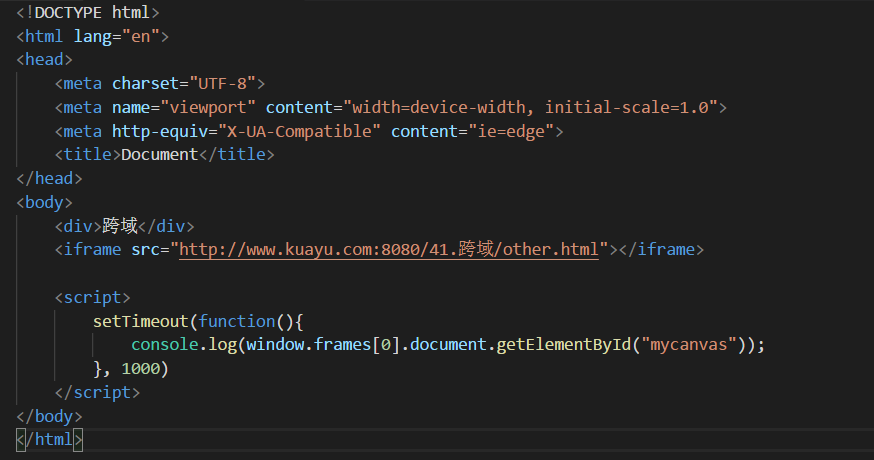 <!DOCTYPE html>
<html lang="en">
<head>
    <meta charset="UTF-8">
    <meta name="viewport" content="width=device-width, initial-scale=1.0">
    <meta http-equiv="X-UA-Compatible" content="ie=edge">
    <title>Document</title>
</head>
<body>
    <div>跨域</div>
    <iframe src="http://www.kuayu.com:8080/41.跨域/other.html"></iframe>

    <script>
        setTimeout(function(){
            console.log(window.frames[0].document.getElementById("mycanvas"));
        }, 1000)
    </script>
</body>
</html>